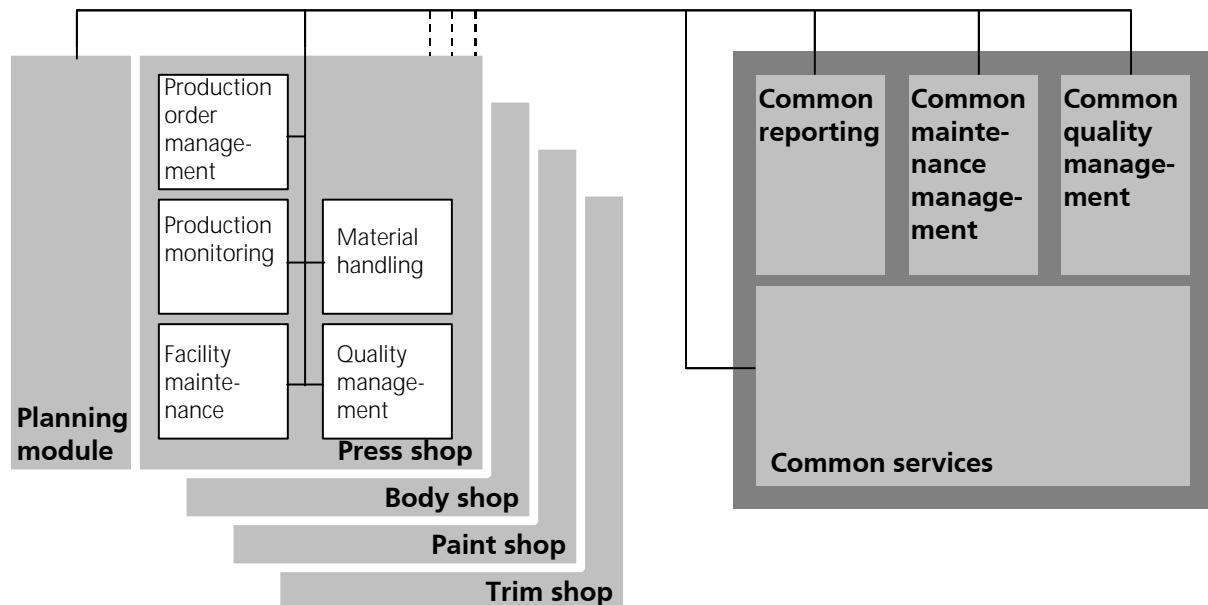 Production
order
manage-
ment
Production
monitoring
Material
handling
Facility
mainte-
nance
Quality
manage-
ment
Planning
module
Press shop
Body shop
Paint shop
Trim shop
Common
reporting
Common
mainte-
nance
manage-
ment
Common
quality
manage-
ment
Common services